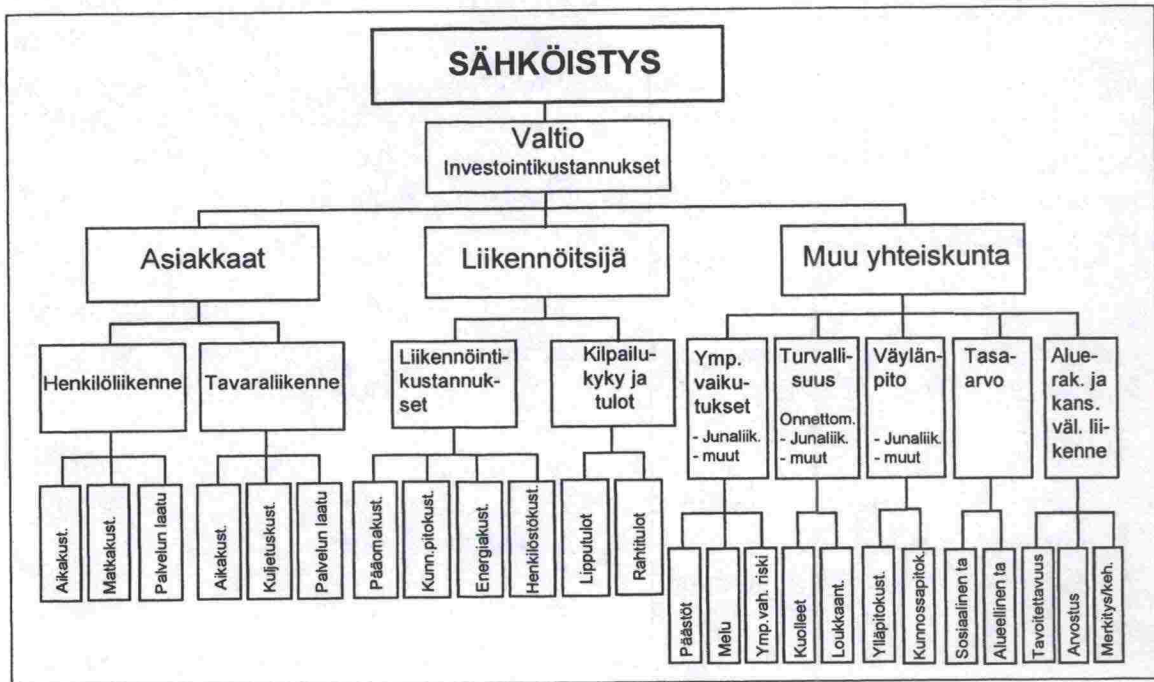 SÄHKÖISTYS
Valtio
Investointikustannukset
Asiakkaat
Liikennöitsijä
Muu yhteiskunta
Henkilöliikenne
Tavaraliikenne
Liikennöinti-
kustannuk-
set
Kilpailu-
kyky ja
tulot
Ymp.
vaiku-
tukset
- Junaliik.
- muut
Turvalli-
suus
Onnettom.
- Junaliik.
- muut
Väylän-
pito
- Junaliik.
- muut
Tasa-
arvo
Alue-
rak. ja
kans.
väl. lii-
kenne
Aikakust.
Matkakust.
Palvelun laatu
Aikakust.
Kuljetuskust.
Palvelun laatu
Pääomakust.
Kunn.pitokust.
Energiakust.
Henkilöstökust.
Lipputulot
Rahtitulot
Päästöt
Melu
Ymp.vah. riski
Kuolleet
Loukkaant.
Ylläpitokust.
Kunnossapitok.
Sosiaalinen ta
Alueellinen ta
Tavoitettavuus
Arvostus
Merkitys/keh.